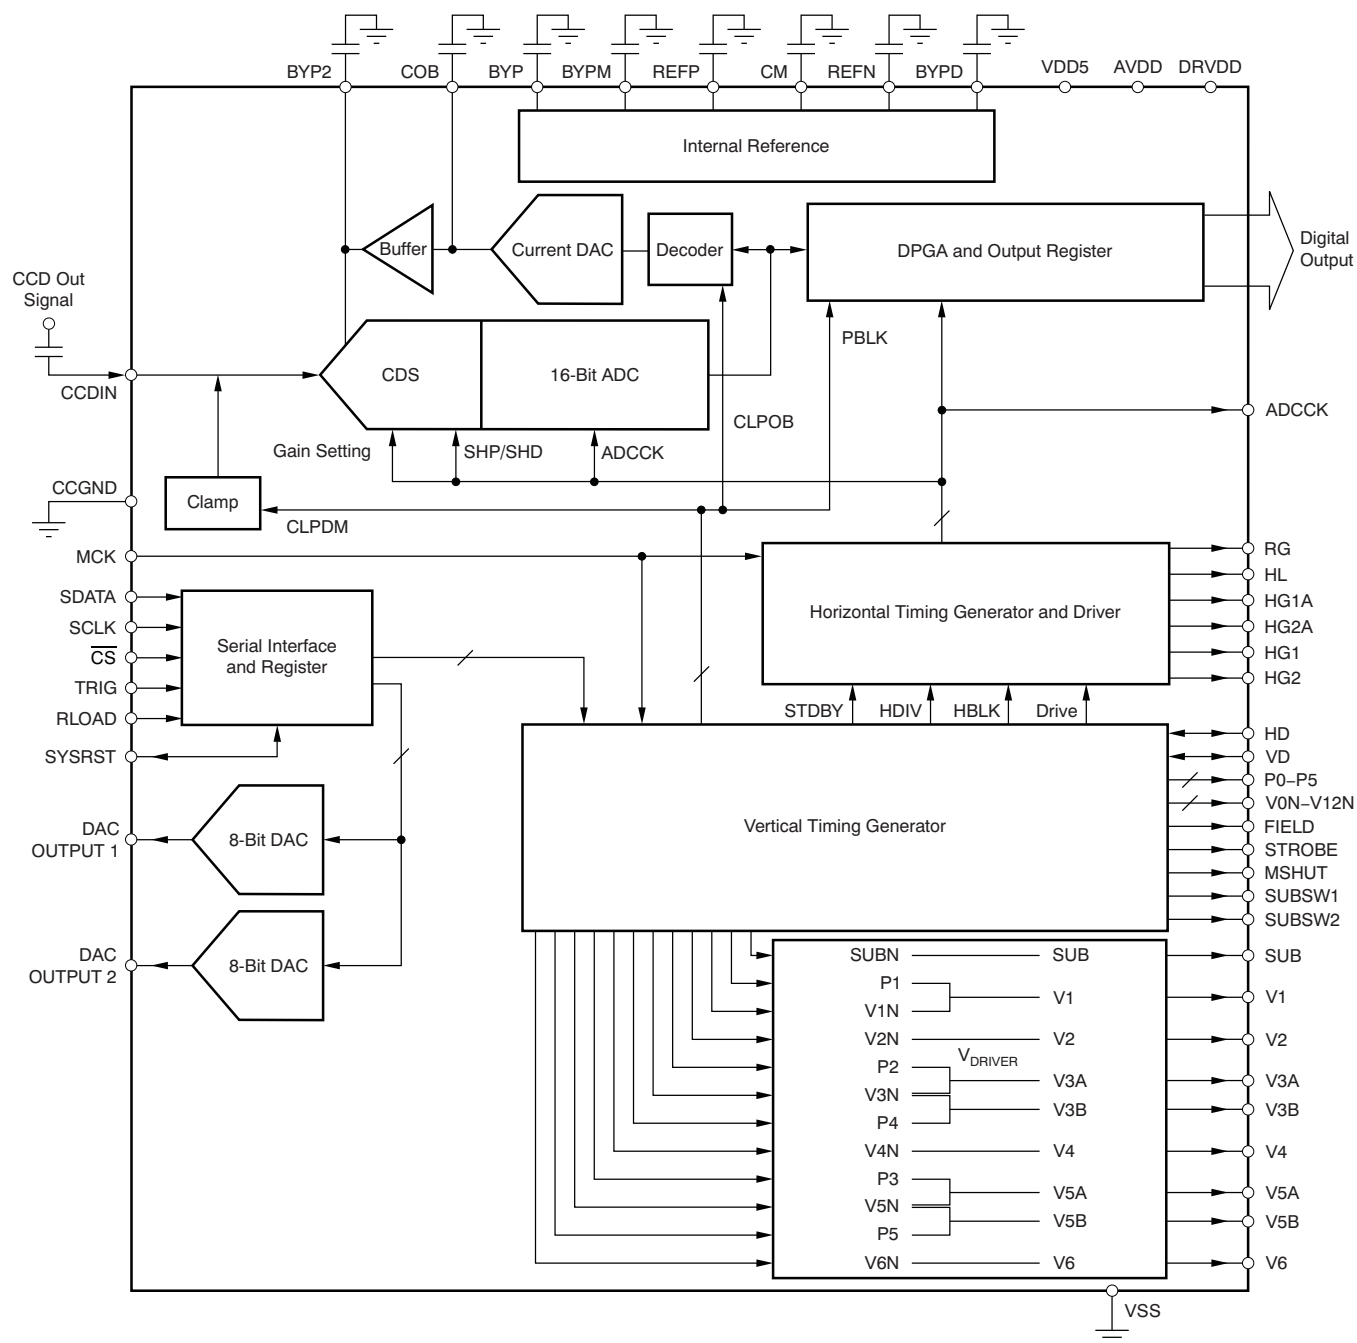 BYP2
COB
BYP
BYPM
REFP
CM
REFN
BYPD
VDD5
AVDD
DRVDD
Internal Reference
Buffer
Current DAC
Decoder
DPGA and Output Register
Digital
Output
CCD Out
Signal
CCDIN
CDS
16-Bit ADC
PBLK
CLPOB
ADCCK
Gain Setting
SHP/SHD
ADCCK
CCGND
Clamp
CLPDM
MCK
SDATA
SCLK
CS
TRIG
RLOAD
SYSRST
Serial Interface
and Register
Horizontal Timing Generator and Driver
RG
HL
HG1A
HG2A
HG1
HG2
STDBY
HDIV
HBLK
Drive
Vertical Timing Generator
HD
VD
P0–P5
V0N–V12N
FIELD
STROBE
MSHUT
SUBSW1
SUBSW2
DAC
OUTPUT 1
8-Bit DAC
DAC
OUTPUT 2
8-Bit DAC
SUBN
SUB
SUB
P1
V1N
V1
V1
V2N
V2
V2
VDRIVER
P2
V3N
P4
V3A
V3B
V3A
V3B
V4N
V4
V4
P3
V5N
P5
V5A
V5B
V5A
V5B
V6N
V6
V6
VSS